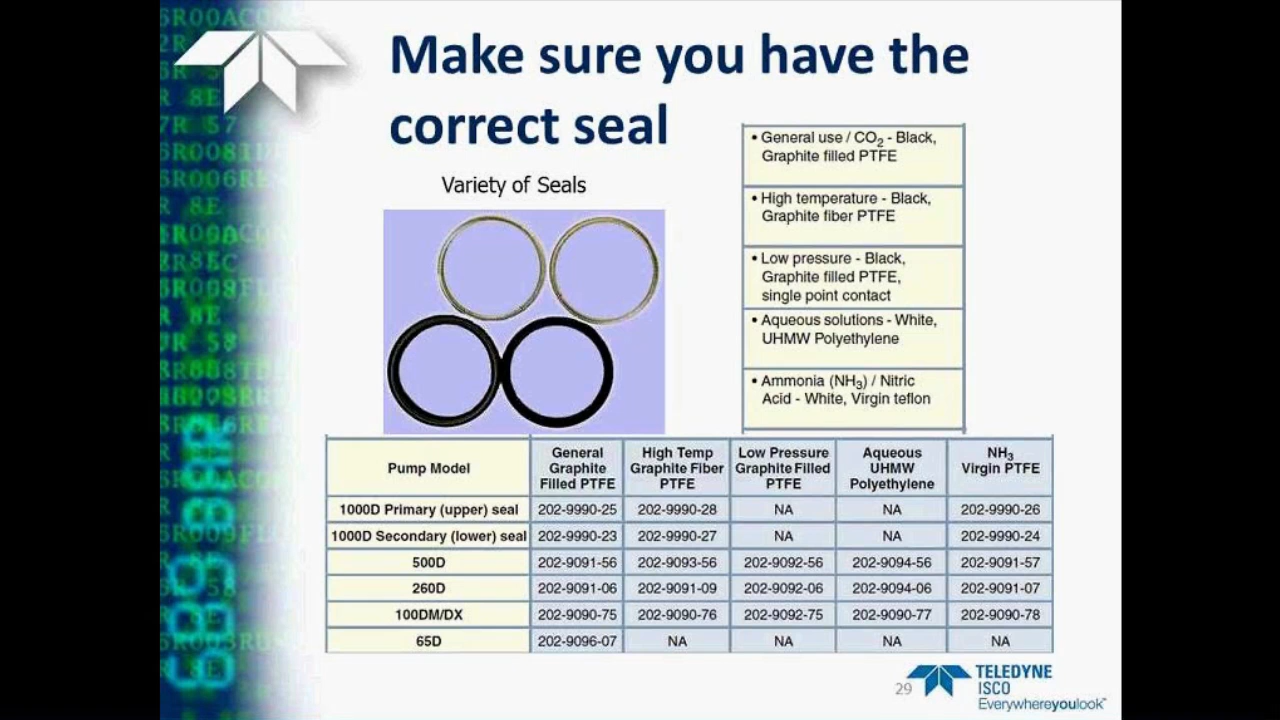 Make sure you have the
correct seal
Variety of Seals
• General use / CO2 - Black,
Graphite filled PTFE
• High temperature - Black,
Graphite fiber PTFE
• Low pressure - Black,
Graphite filled PTFE,
single point contact
• Aqueous solutions - White,
UHMW Polyethylene
• Ammonia (NH3) / Nitric
Acid - White, Virgin teflon
Pump Model | General Graphite Filled PTFE | High Temp Graphite Fiber PTFE | Low Pressure Graphite Filled PTFE | Aqueous UHMW Polyethylene | NH3 Virgin PTFE
1000D Primary (upper) seal | 202-9990-25 | 202-9990-28 | NA | NA | 202-9990-26
1000D Secondary (lower) seal | 202-9990-23 | 202-9990-27 | NA | NA | 202-9990-24
500D | 202-9091-56 | 202-9093-56 | 202-9092-56 | 202-9094-56 | 202-9091-57
260D | 202-9091-06 | 202-9091-09 | 202-9092-06 | 202-9094-06 | 202-9091-07
100DM/DX | 202-9090-75 | 202-9090-76 | 202-9092-75 | 202-9090-77 | 202-9090-78
65D | 202-9096-07 | NA | NA | NA | NA
29
TELEDYNE
ISCO
Everywhereyoulook™